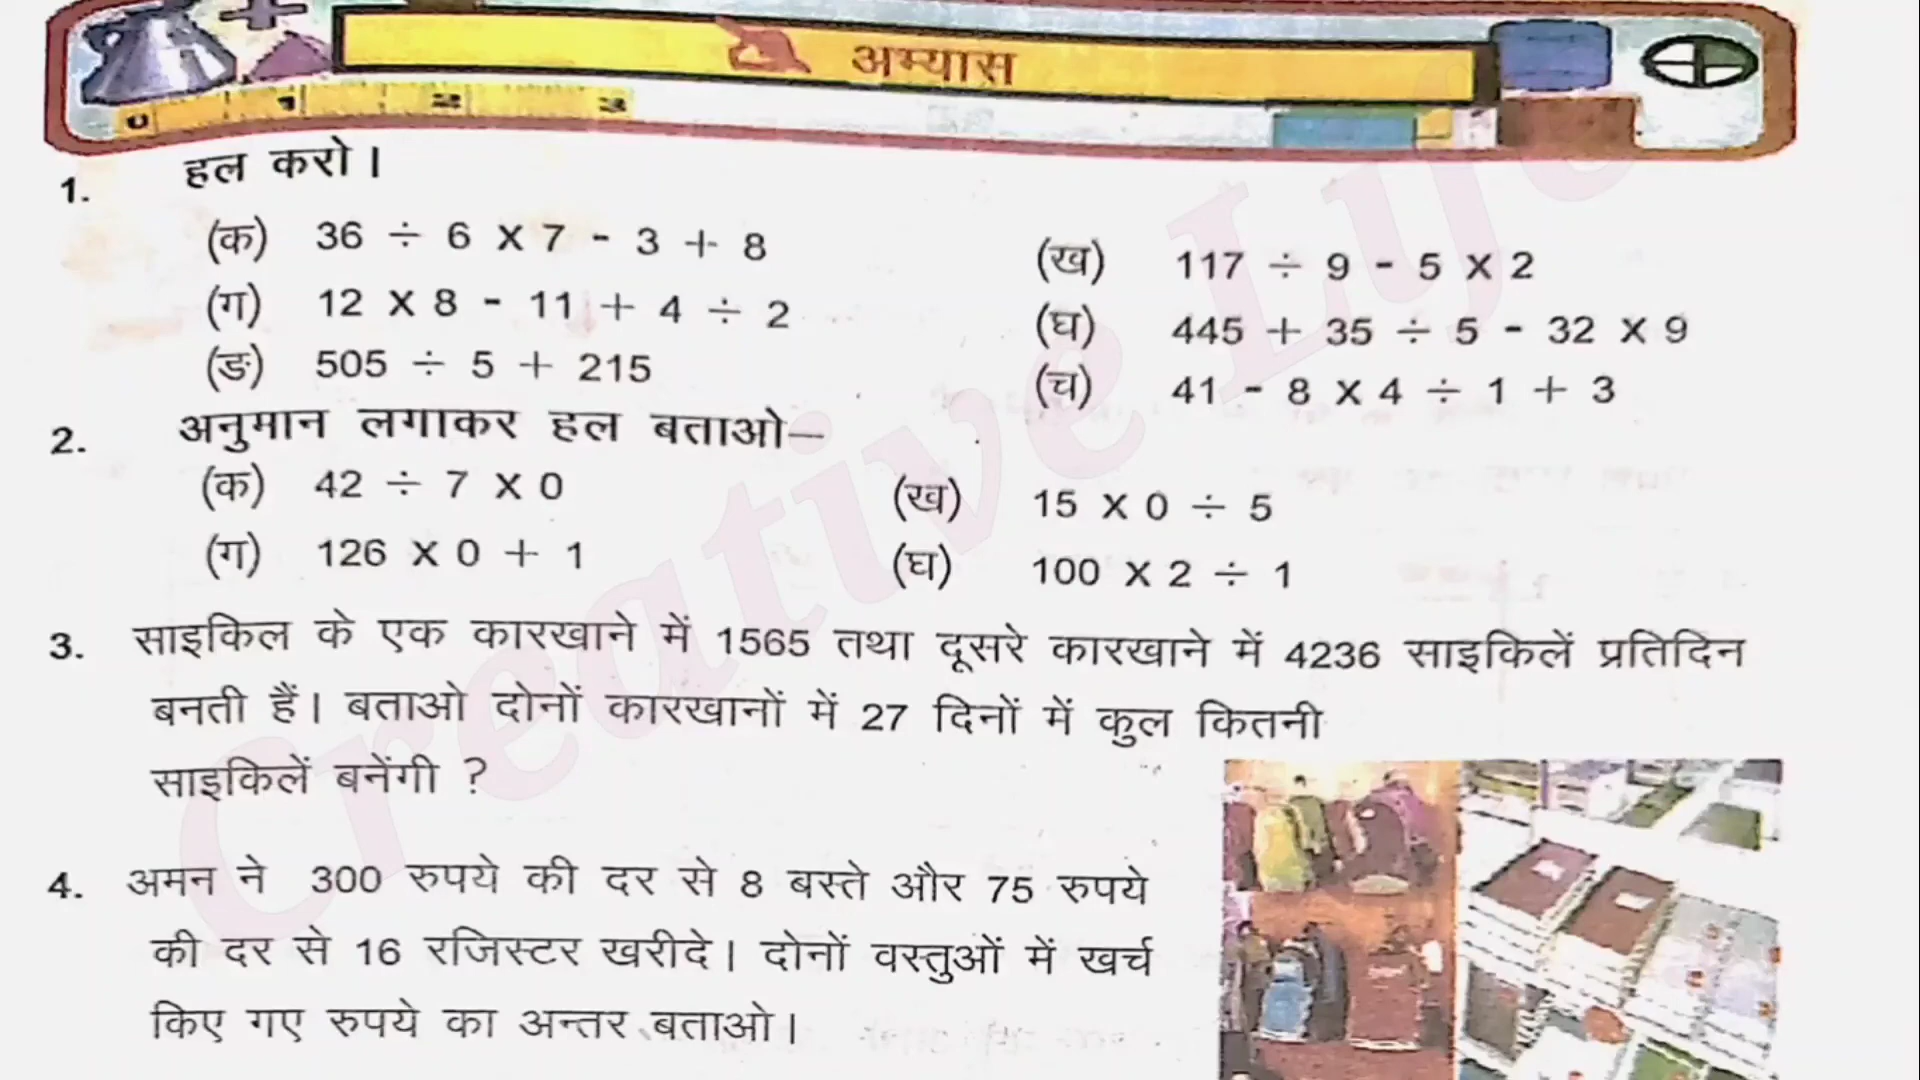 अभ्यास
0 1 2 3
1. हल करो।
(क) 36 ÷ 6 X 7 - 3 + 8 (ख) 117 ÷ 9 - 5 X 2
(ग) 12 X 8 - 11 + 4 ÷ 2 (घ) 445 + 35 ÷ 5 - 32 X 9
(ङ) 505 ÷ 5 + 215 (च) 41 - 8 X 4 ÷ 1 + 3
2. अनुमान लगाकर हल बताओ–
(क) 42 ÷ 7 X 0 (ख) 15 X 0 ÷ 5
(ग) 126 X 0 + 1 (घ) 100 X 2 ÷ 1
3. साइकिल के एक कारखाने में 1565 तथा दूसरे कारखाने में 4236 साइकिलें प्रतिदिन
बनती हैं। बताओ दोनों कारखानों में 27 दिनों में कुल कितनी
साइकिलें बनेंगी ?
4. अमन ने 300 रुपये की दर से 8 बस्ते और 75 रुपये
की दर से 16 रजिस्टर खरीदे। दोनों वस्तुओं में खर्च
किए गए रुपये का अन्तर बताओ।
Creative Life